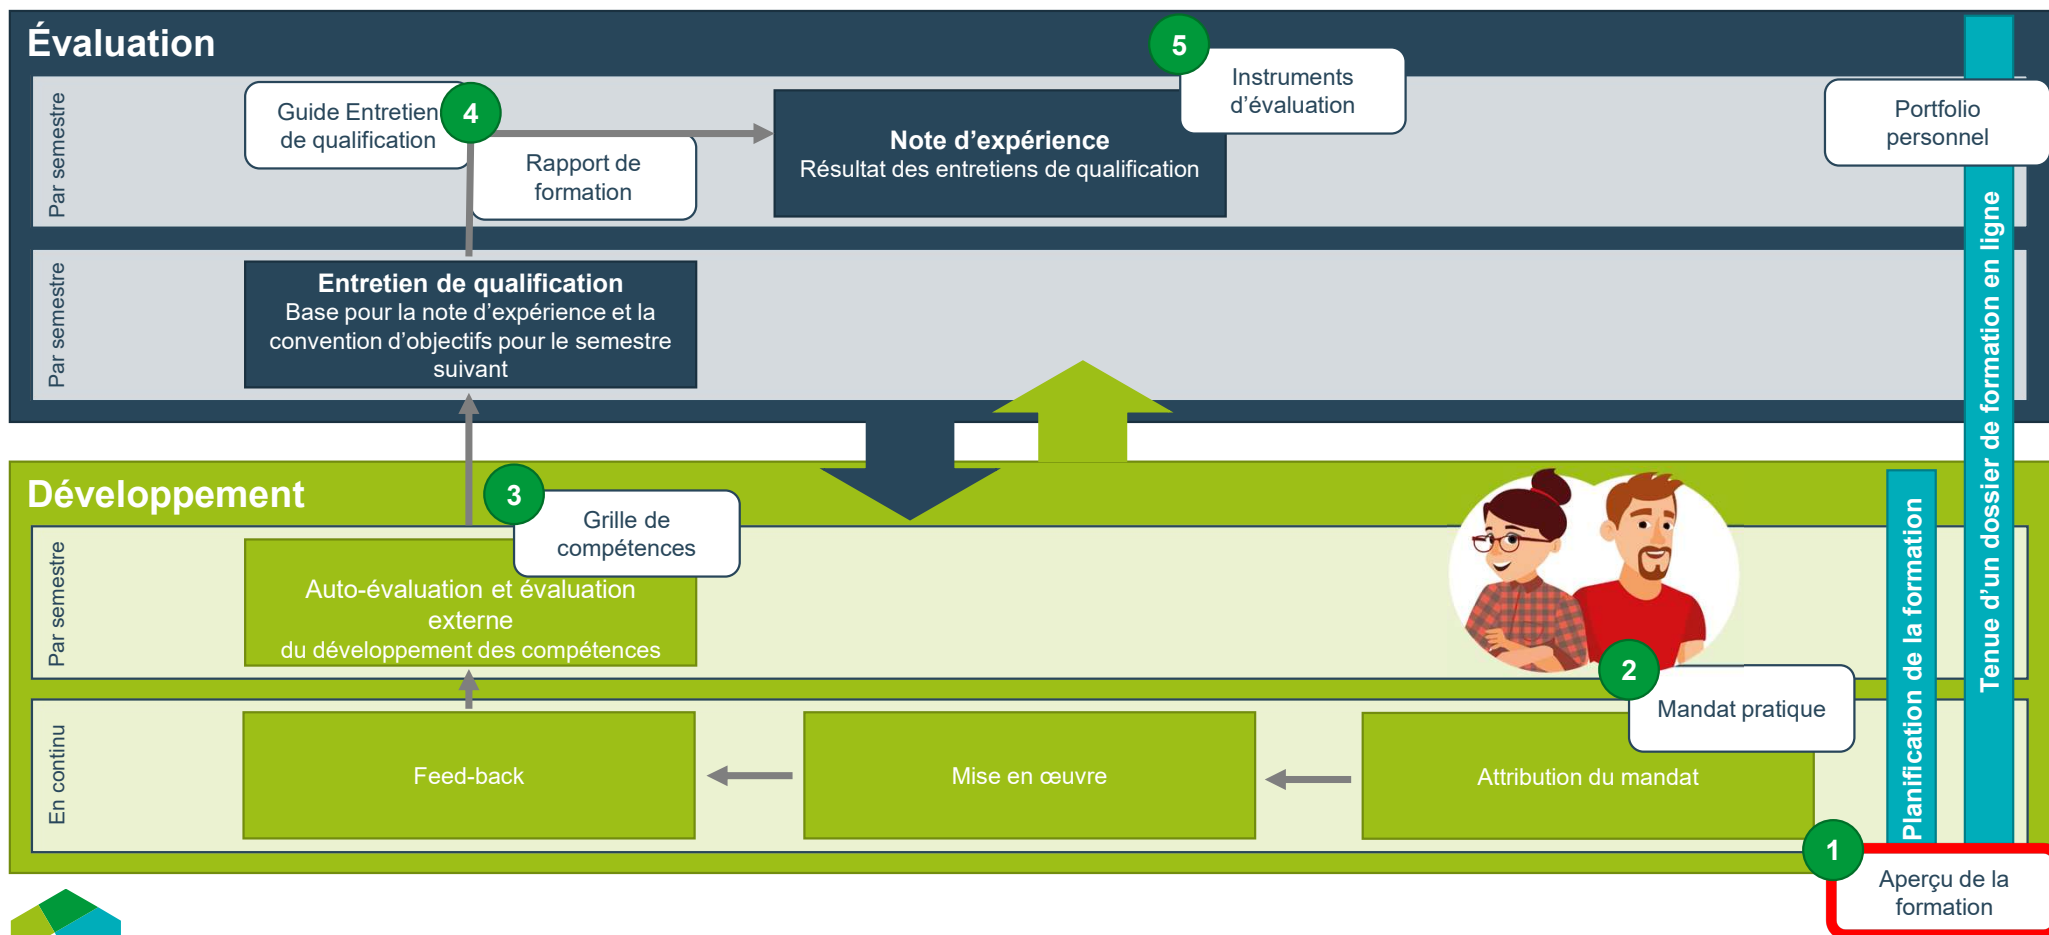 Évaluation
Par semestre
Guide Entretien
de qualification
4
Rapport de
formation
Note d'expérience
Résultat des entretiens de qualification
5
Instruments
d'évaluation
Portfolio
personnel
Par semestre
Entretien de qualification
Base pour la note d'expérience et la
convention d'objectifs pour le semestre
suivant
Développement
Par semestre
3
Grille de
compétences
Auto-évaluation et évaluation
externe
du développement des compétences
2
Mandat pratique
En continu
Feed-back
Mise en œuvre
Attribution du mandat
Planification de la formation
Tenue d'un dossier de formation en ligne
1
Aperçu de la
formation